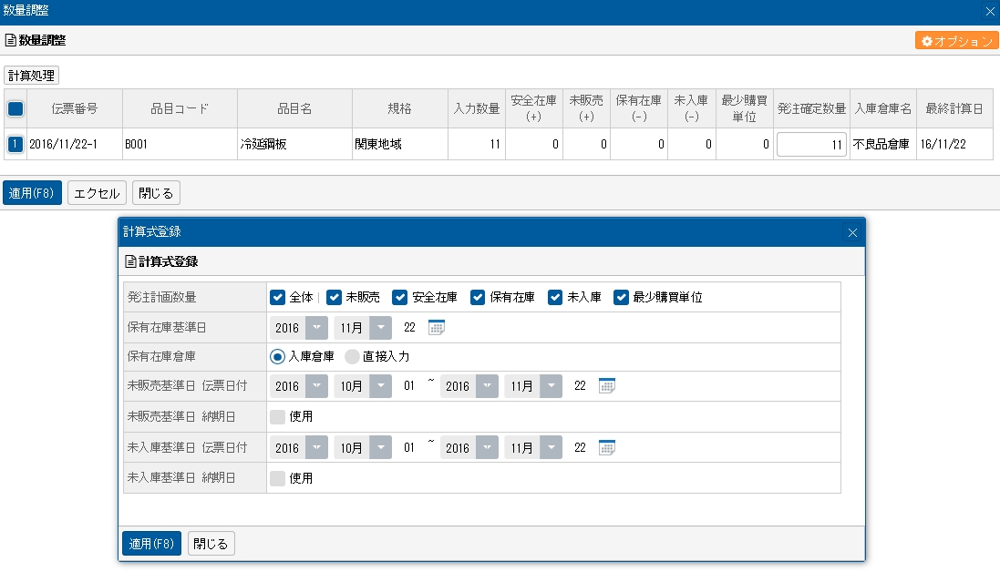 数量調整
数量調整 オプション
計算処理
伝票番号 品目コード 品目名 規格 入力数量 安全在庫(+) 未販売(+) 保有在庫(-) 未入庫(-) 最少購買単位 発注確定数量 入庫倉庫名 最終計算日
1 2016/11/22-1 B001 冷延鋼板 関東地域 11 0 0 0 0 0 11 不良品倉庫 16/11/22
適用(F8) エクセル 閉じる
計算式登録
計算式登録
発注計画数量 全体 | 未販売 安全在庫 保有在庫 未入庫 最少購買単位
保有在庫基準日 2016 11月 22
保有在庫倉庫 入庫倉庫 直接入力
未販売基準日 伝票日付 2016 10月 01 ~ 2016 11月 22
未販売基準日 納期日 使用
未入庫基準日 伝票日付 2016 10月 01 ~ 2016 11月 22
未入庫基準日 納期日 使用
適用(F8) 閉じる